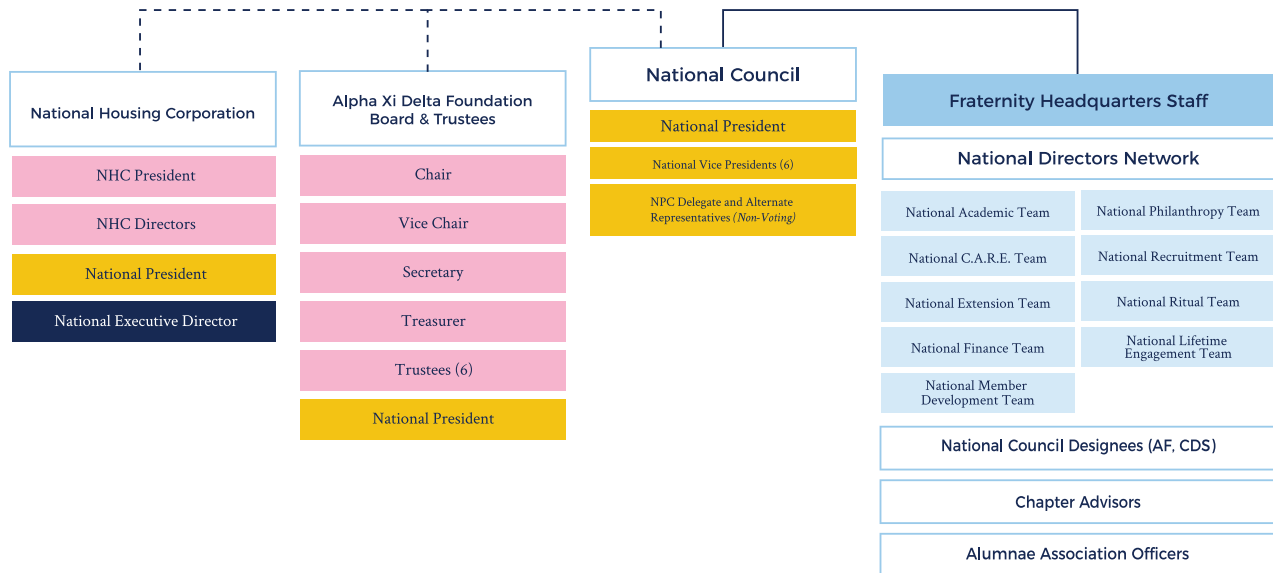 National Housing Corporation
NHC President
NHC Directors
National President
National Executive Director
Alpha Xi Delta Foundation
Board & Trustees
Chair
Vice Chair
Secretary
Treasurer
Trustees (6)
National President
National Council
National President
National Vice Presidents (6)
NPC Delegate and Alternate
Representatives (Non-Voting)
Fraternity Headquarters Staff
National Directors Network
National Academic Team
National Philanthropy Team
National C.A.R.E. Team
National Recruitment Team
National Extension Team
National Ritual Team
National Finance Team
National Lifetime
Engagement Team
National Member
Development Team
National Council Designees (AF, CDS)
Chapter Advisors
Alumnae Association Officers